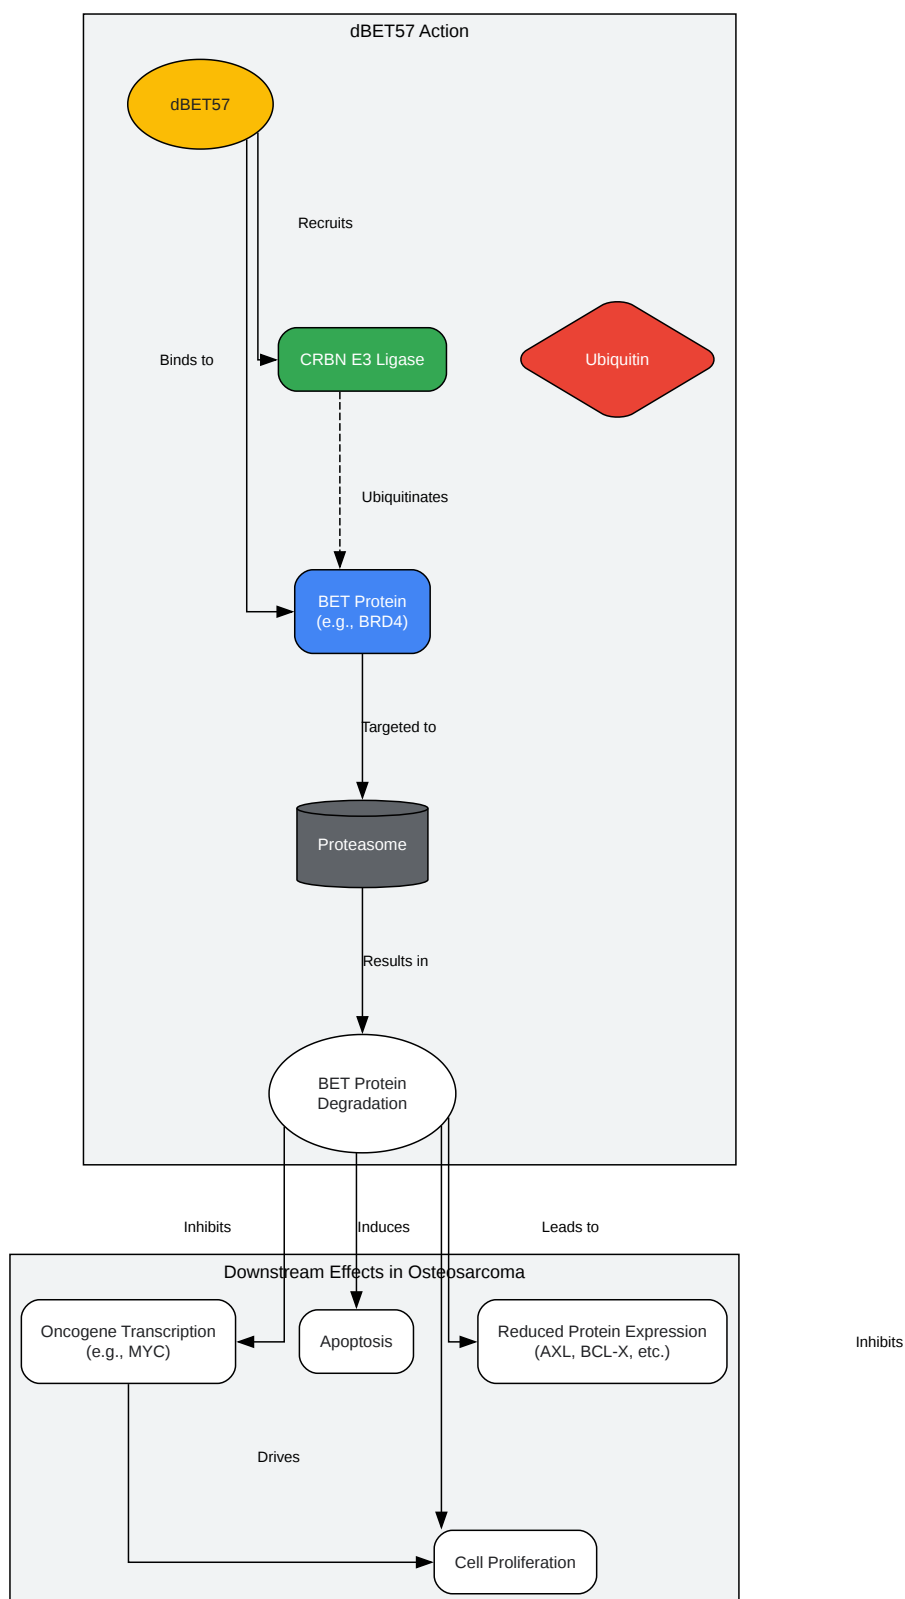 dBET57 Action
dBET57
Recruits
Binds to
CRBN E3 Ligase
Ubiquitin
Ubiquitinates
BET Protein
(e.g., BRD4)
Targeted to
Proteasome
Results in
BET Protein
Degradation
Inhibits
Induces
Leads to
Downstream Effects in Osteosarcoma
Oncogene Transcription
(e.g., MYC)
Apoptosis
Reduced Protein Expression
(AXL, BCL-X, etc.)
Inhibits
Drives
Cell Proliferation